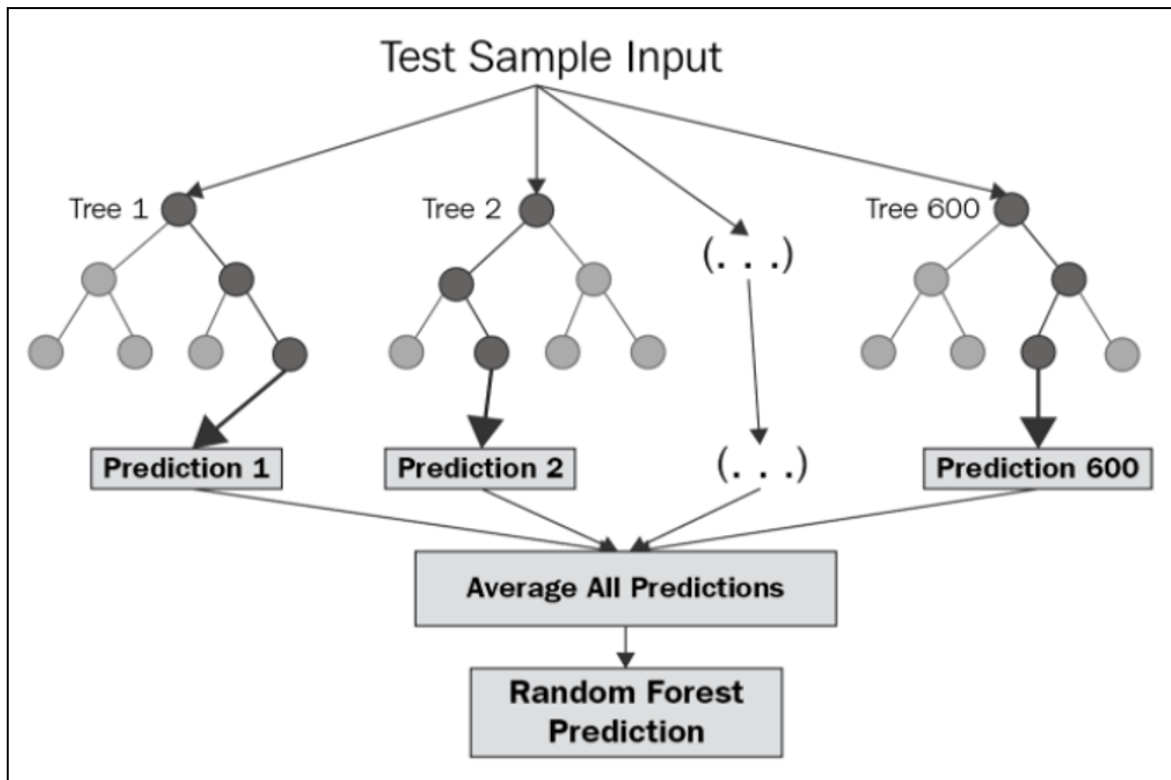 Test Sample Input
Tree 1
Tree 2
Tree 600
(. . .)
Prediction 1
Prediction 2
(. . .)
Prediction 600
Average All Predictions
Random Forest
Prediction